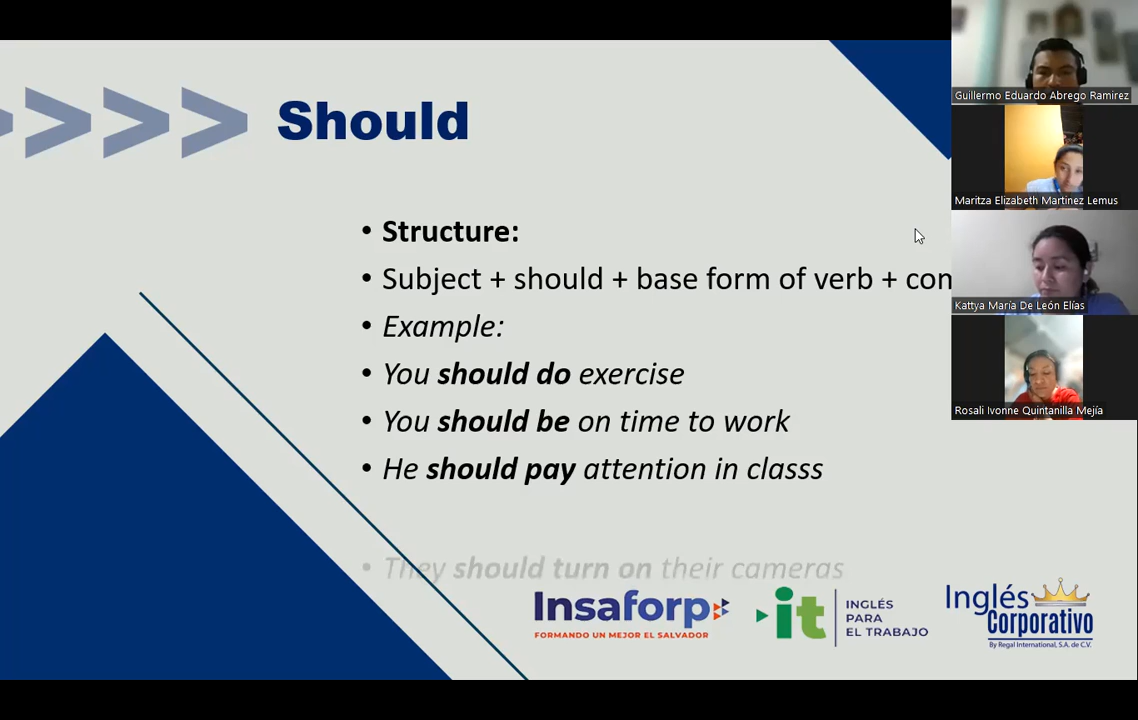 Should
• Structure:
• Subject + should + base form of verb + com
• Example:
• You should do exercise
• You should be on time to work
• He should pay attention in classs
• They should turn on their cameras
Insaforp
FORMANDO UN MEJOR EL SALVADOR
it
INGLÉS
PARA
EL TRABAJO
Inglés
Corporativo
By Regal International, S.A. de C.V.
Guillermo Eduardo Abrego Ramirez
Maritza Elizabeth Martinez Lemus
Kattya María De León Elías
Rosali Ivonne Quintanilla Mejía